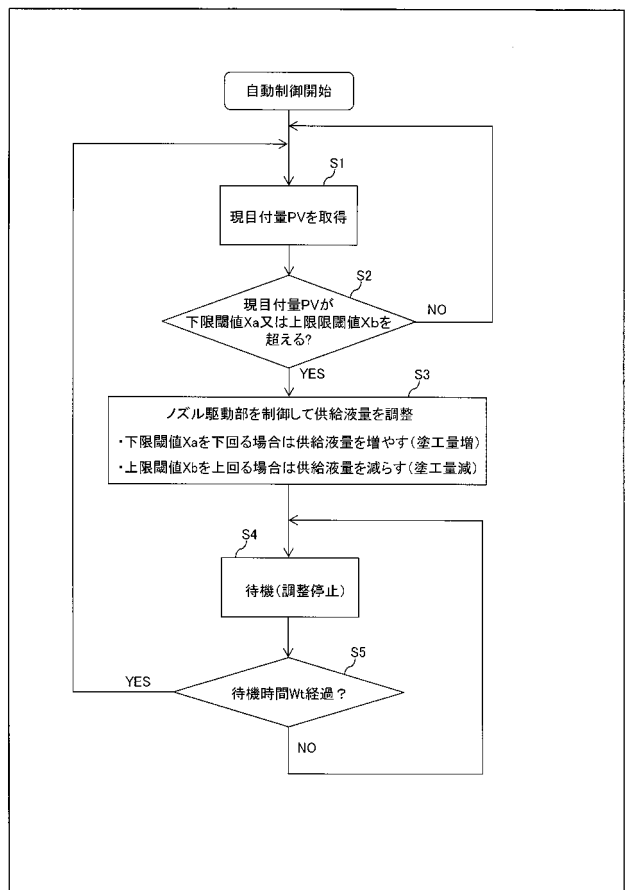 自動制御開始
S1
現目付量PVを取得
S2
現目付量PVが
下限閾値Xa又は上限限閾値Xbを
超える?
NO
YES
S3
ノズル駆動部を制御して供給液量を調整
・下限閾値Xaを下回る場合は供給液量を増やす(塗工量増)
・上限閾値Xbを上回る場合は供給液量を減らす(塗工量減)
S4
待機(調整停止)
S5
YES
待機時間Wt経過?
NO